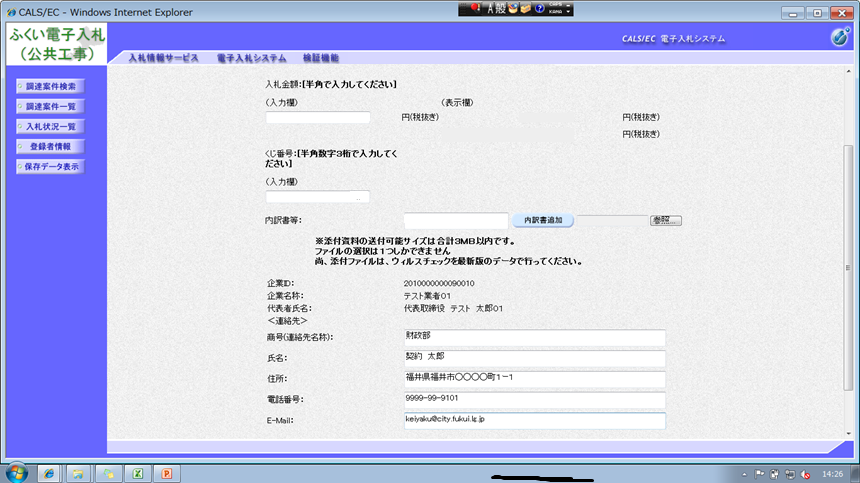 CALS/EC - Windows Internet Explorer
A 般
CAPS
KANA
ふくい電子入札
(公共工事)
CALS/EC 電子入札システム
入札情報サービス 電子入札システム 検証機能
調達案件検索
調達案件一覧
入札状況一覧
登録者情報
保存データ表示
入札金額:[半角で入力してください]
(入力欄) (表示欄)
円(税抜き) 円(税抜き)
円(税抜き)
くじ番号:[半角数字3桁で入力してく
ださい]
(入力欄)
内訳書等: 内訳書追加 参照...
※添付資料の送付可能サイズは合計3MB以内です。
ファイルの選択は1つしかできません
尚、添付ファイルは、ウィルスチェックを最新版のデータで行ってください。
企業ID: 2010000000090010
企業名称: テスト業者01
代表者氏名: 代表取締役 テスト 太郎01
<連絡先>
商号(連絡先名称): 財政部
氏名: 契約 太郎
住所: 福井県福井市〇〇〇〇町1-1
電話番号: 9999-99-9101
E-Mail: keiyaku@city.fukui.lg.jp
14:26